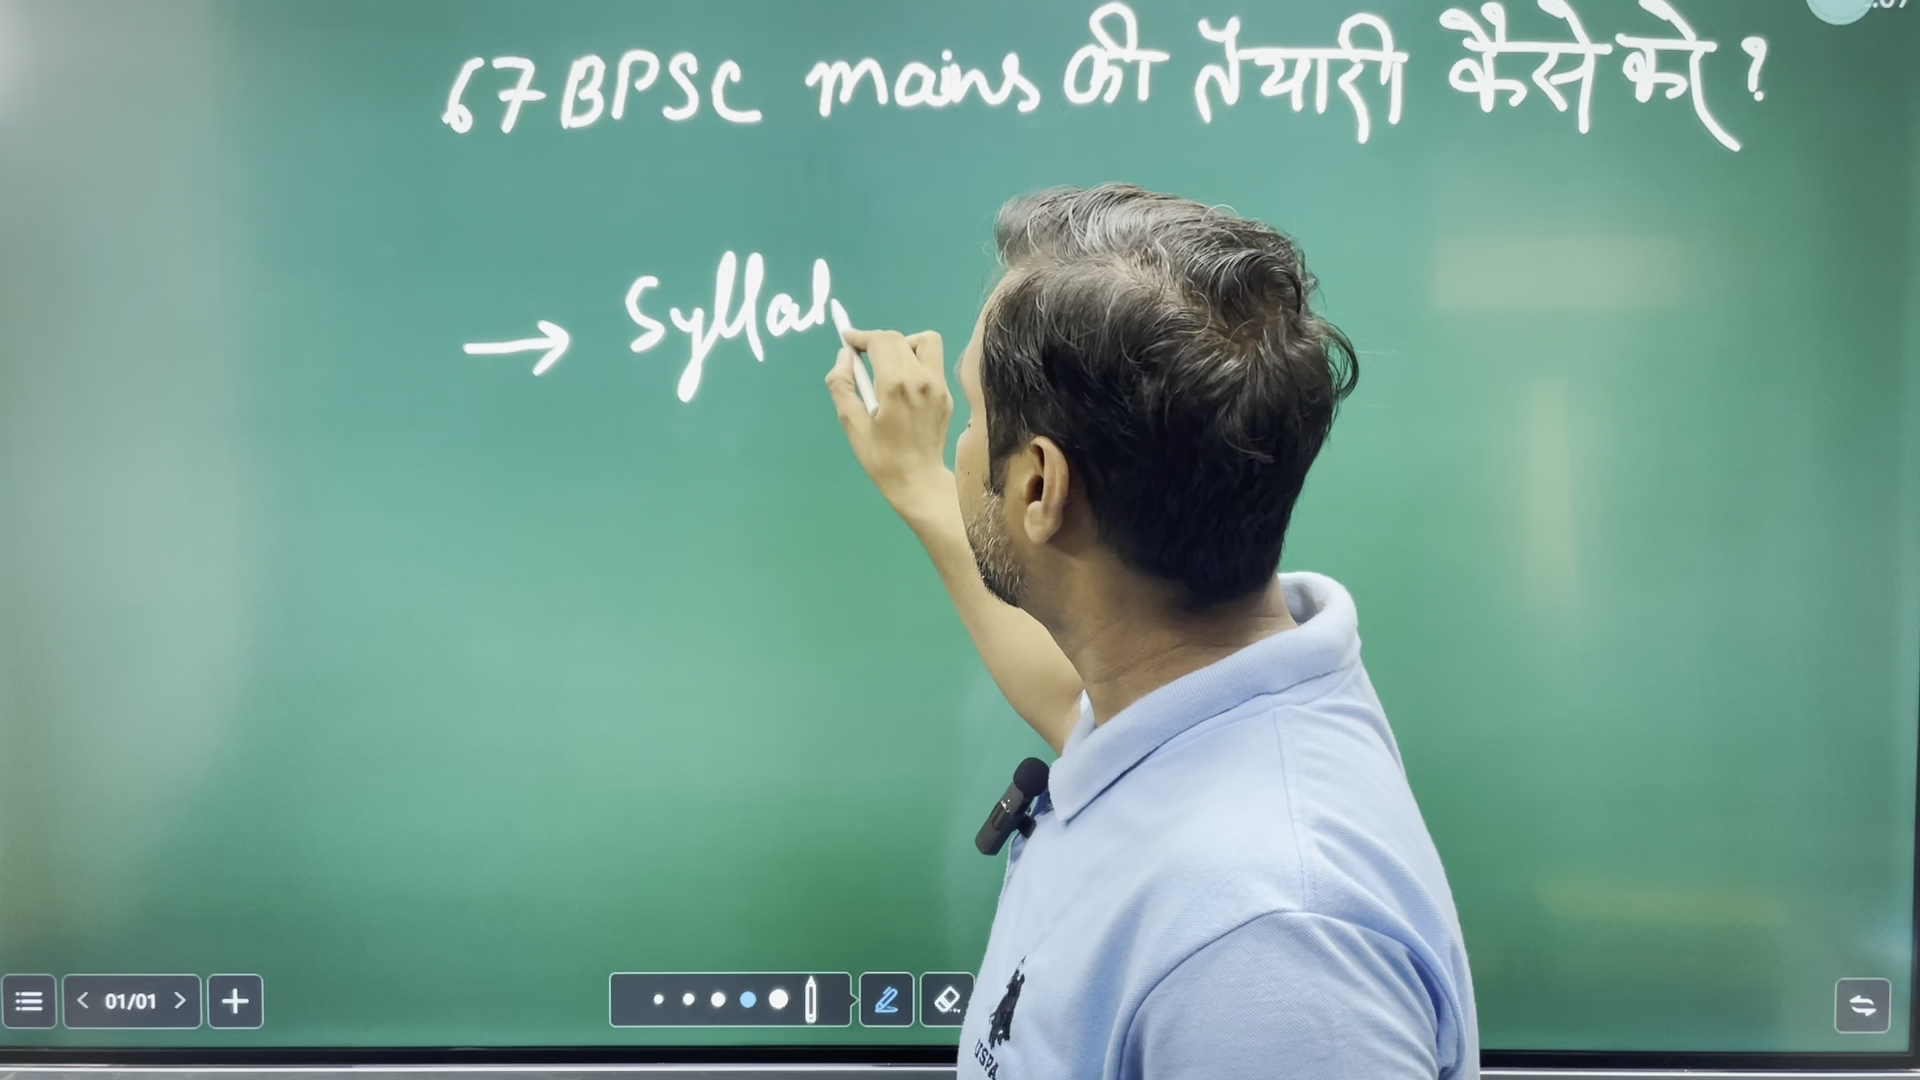 67 BPSC mains की तैयारी कैसे करे ?
→ Syllab
01/01
USPA